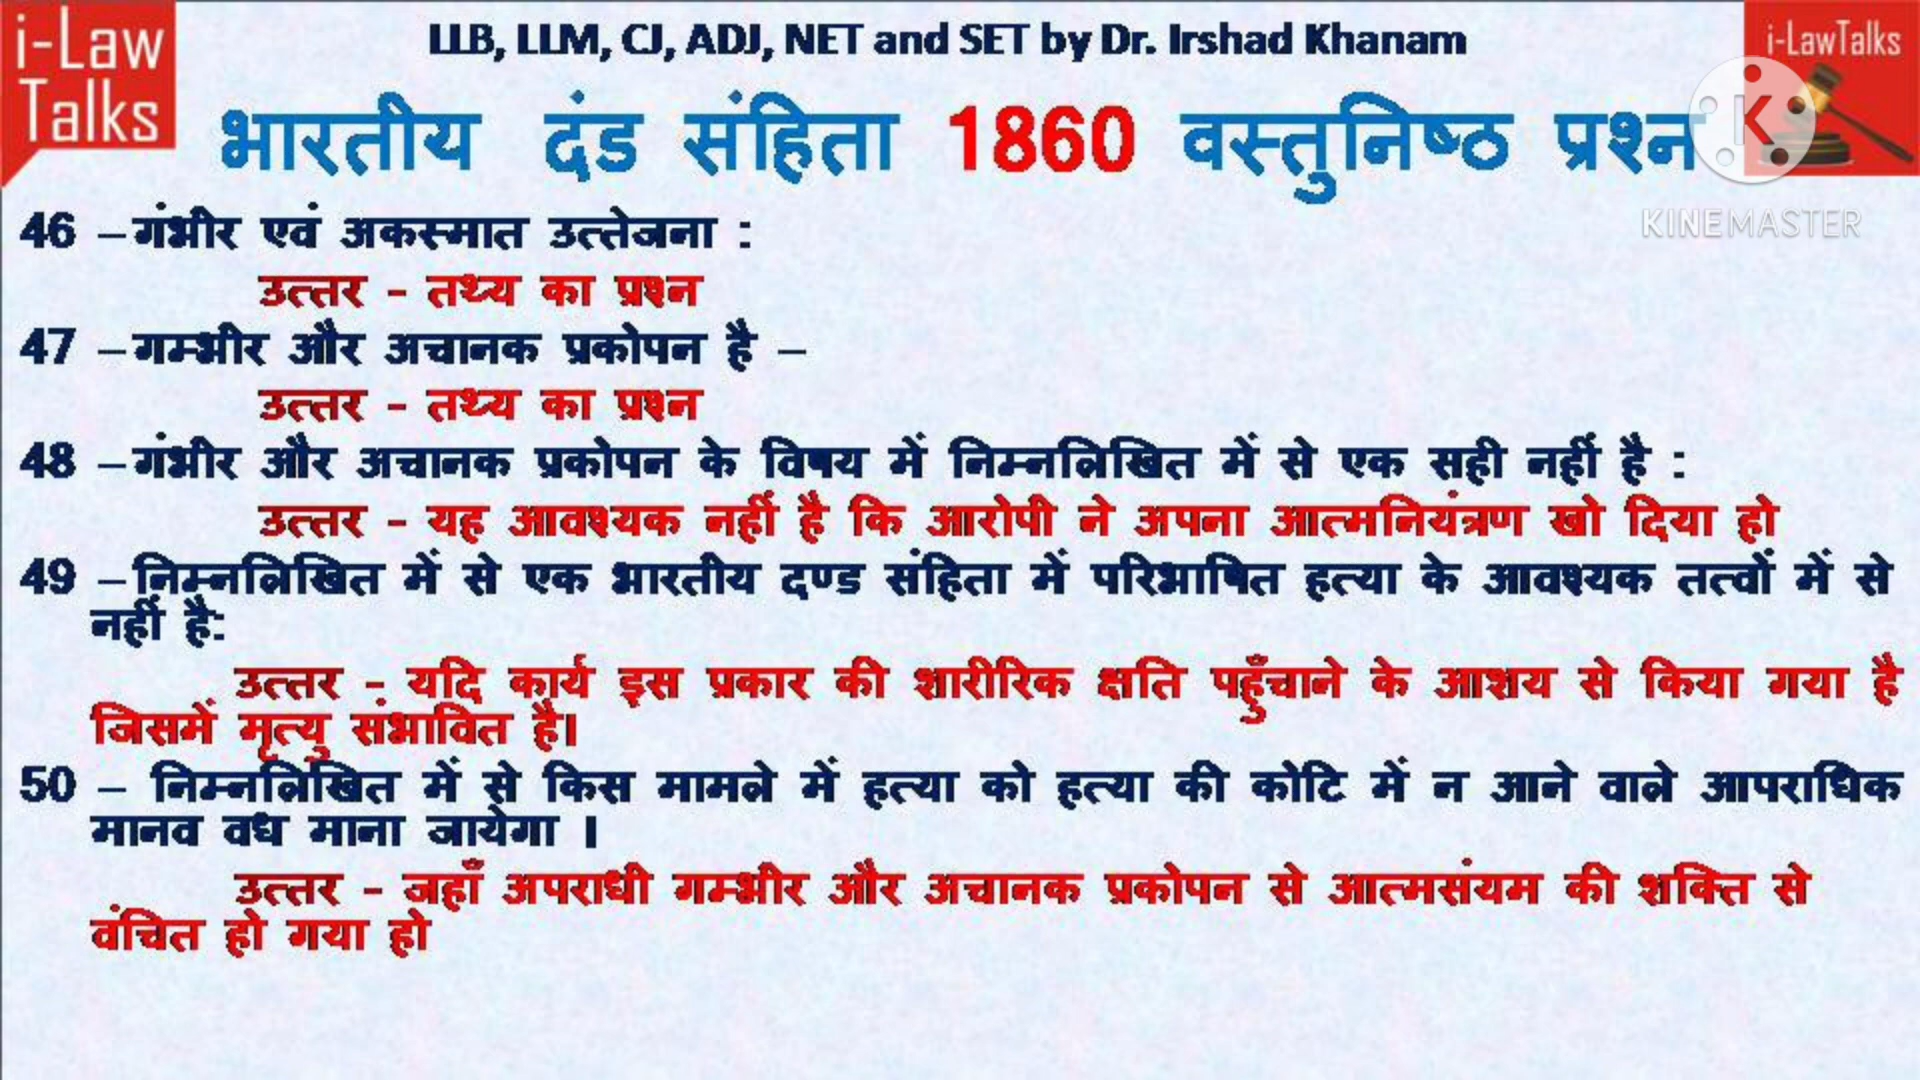 i-Law
Talks
LLB, LLM, CJ, ADJ, NET and SET by Dr. Irshad Khanam
i-LawTalks
भारतीय दंड संहिता 1860 वस्तुनिष्ठ प्रश्न
K
KINEMASTER
46 –गंभीर एवं अकस्मात उत्तेजना :
उत्तर - तथ्य का प्रश्न
47 –गम्भीर और अचानक प्रकोपन है –
उत्तर - तथ्य का प्रश्न
48 –गंभीर और अचानक प्रकोपन के विषय में निम्नलिखित में से एक सही नहीं है :
उत्तर - यह आवश्यक नहीं है कि आरोपी ने अपना आत्मनियंत्रण खो दिया हो
49 –निम्नलिखित में से एक भारतीय दण्ड संहिता में परिभाषित हत्या के आवश्यक तत्वों में से
नहीं है:
उत्तर - यदि कार्य इस प्रकार की शारीरिक क्षति पहुँचाने के आशय से किया गया है
जिसमें मृत्यु संभावित है।
50 – निम्नलिखित में से किस मामले में हत्या को हत्या की कोटि में न आने वाले आपराधिक
मानव वध माना जायेगा ।
उत्तर - जहाँ अपराधी गम्भीर और अचानक प्रकोपन से आत्मसंयम की शक्ति से
वंचित हो गया हो